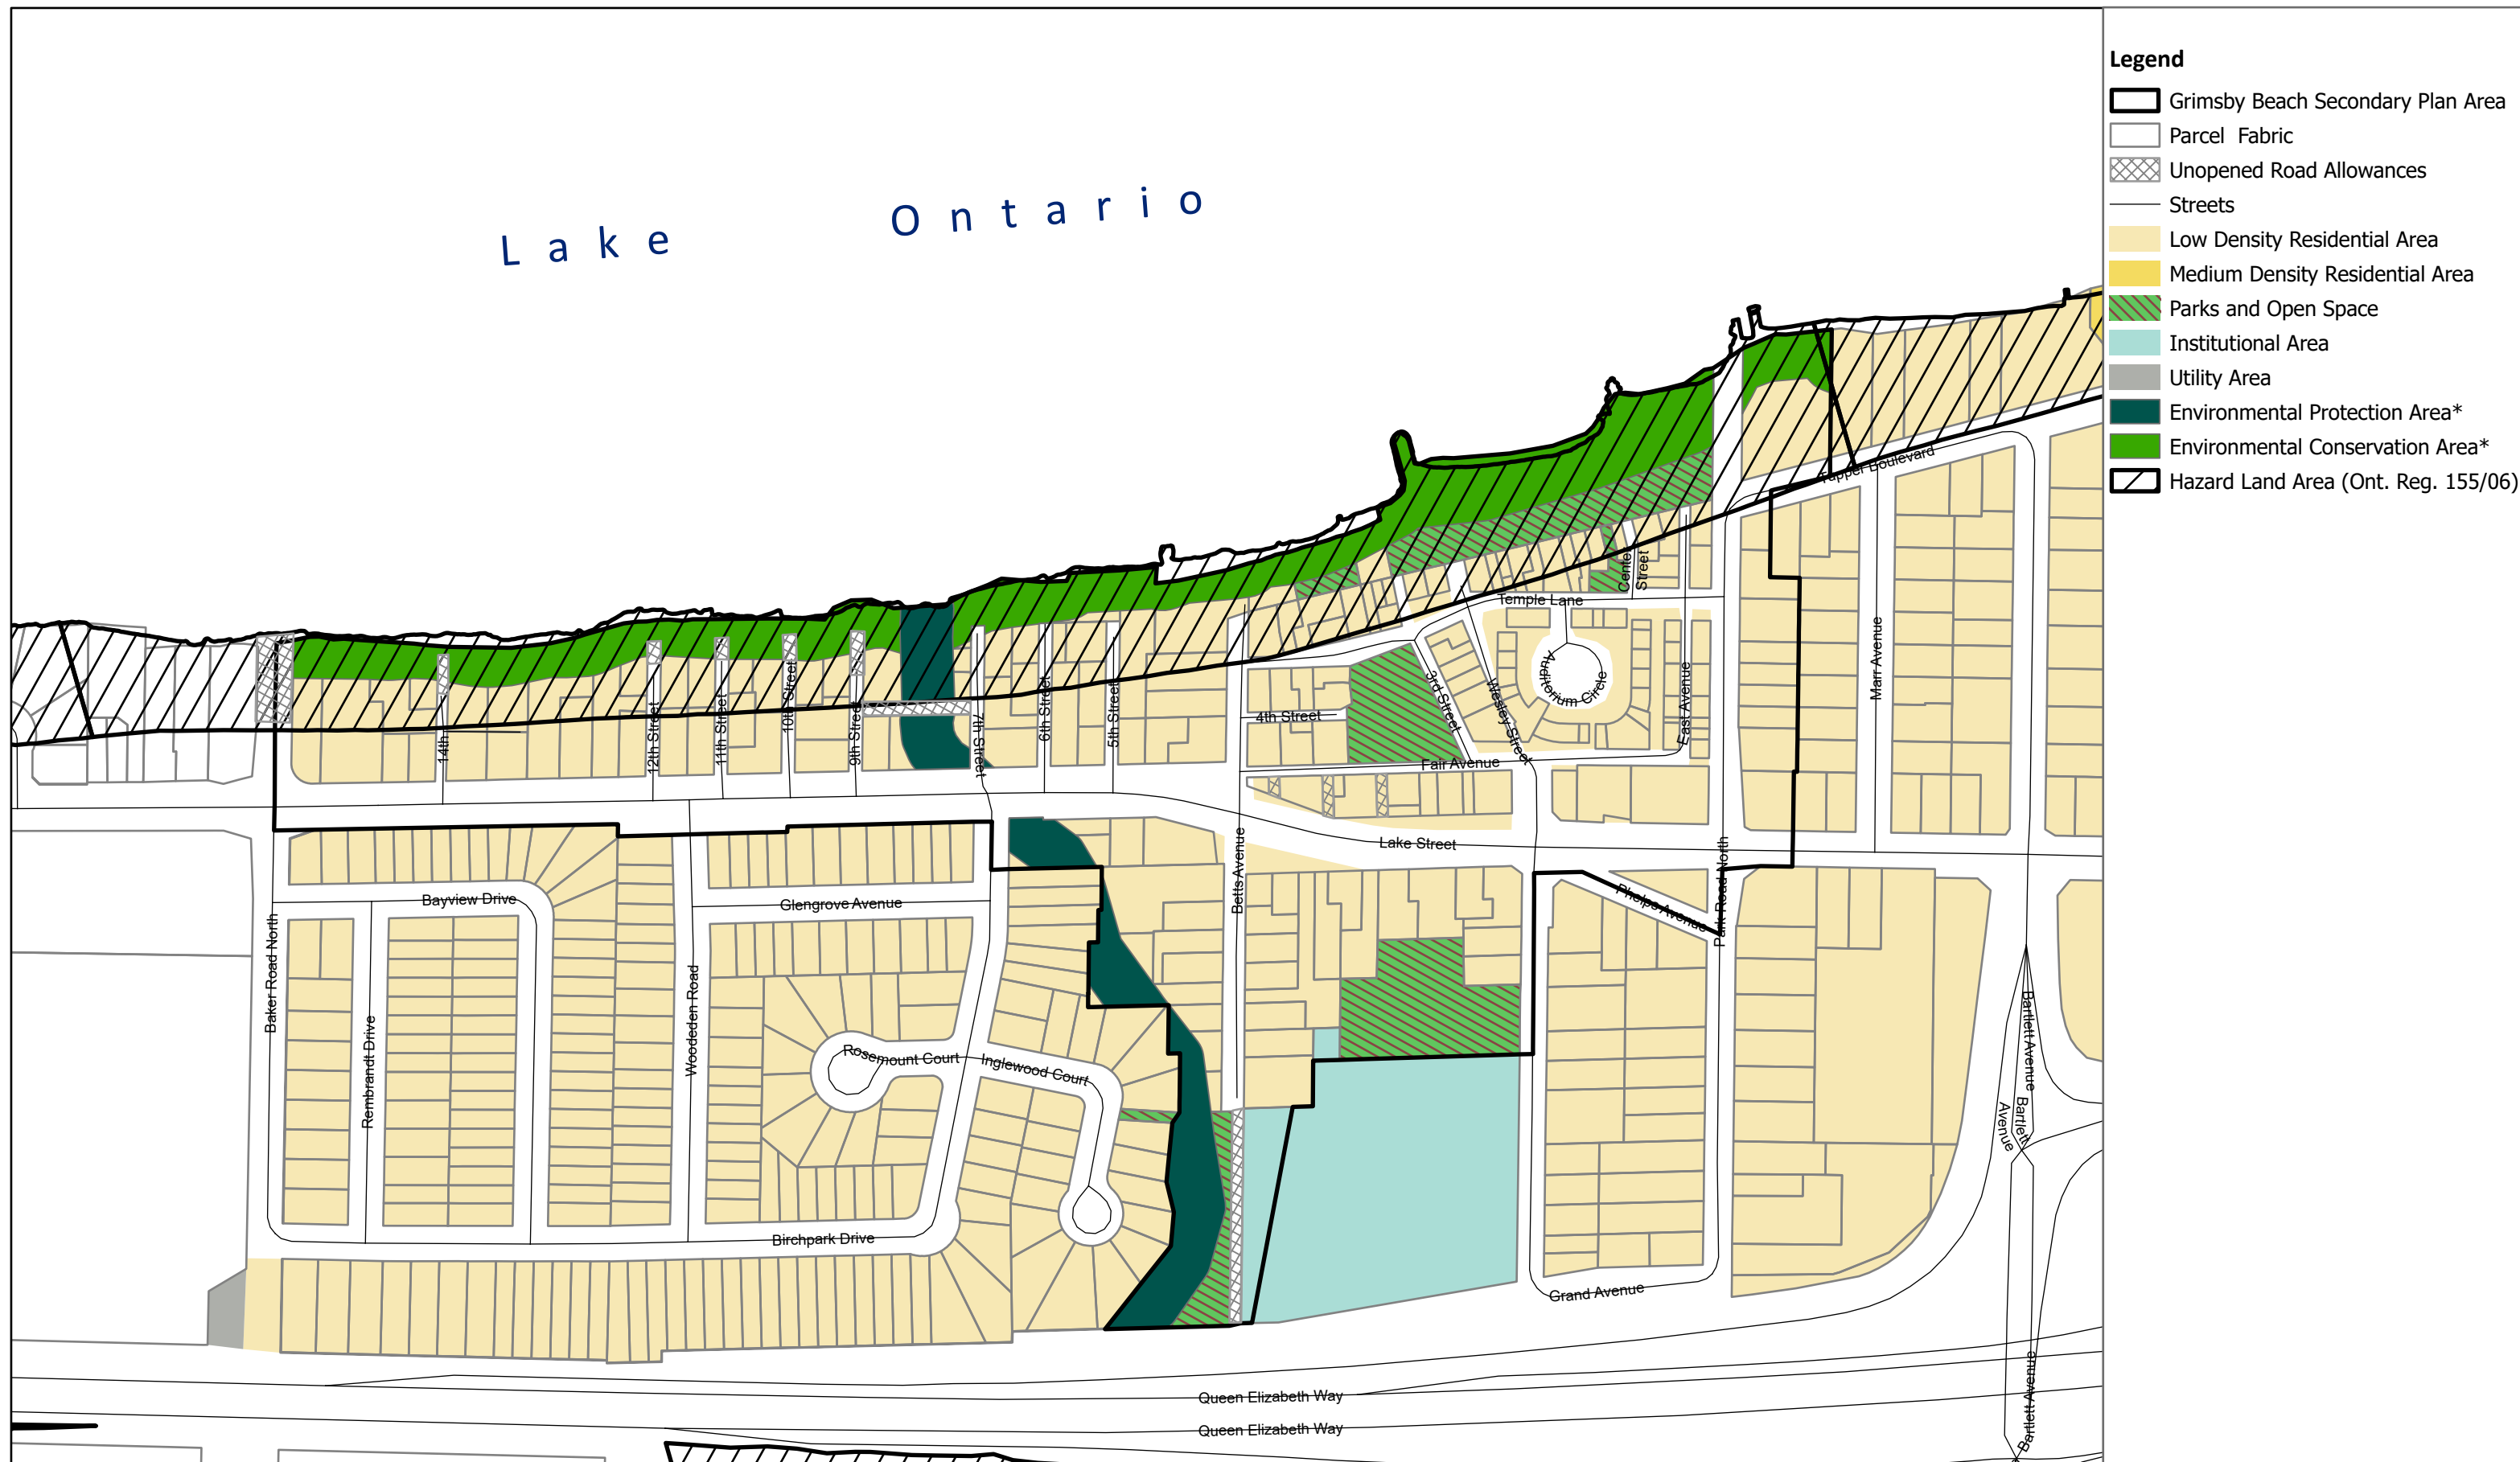 Lake Ontario
Legend
Grimsby Beach Secondary Plan Area
Parcel Fabric
Unopened Road Allowances
Streets
Low Density Residential Area
Medium Density Residential Area
Parks and Open Space
Institutional Area
Utility Area
Environmental Protection Area*
Environmental Conservation Area*
Hazard Land Area (Ont. Reg. 155/06)
Tupper Boulevard
Center
Street
Temple Lane
Auditorium Circle
3rd Street
Wesley Street
East Avenue
Marr Avenue
14th
12th Street
11th Street
10th Street
9th Street
7th Street
6th Street
5th Street
4th Street
Fair Avenue
Lake Street
Betts Avenue
Park Road North
Phelps Avenue
Bayview Drive
Glengrove Avenue
Baker Road North
Rembrandt Drive
Wooeden Road
Rosemount Court
Inglewood Court
Birchpark Drive
Grand Avenue
Bartlett Avenue
Bartlett
Avenue
Bartlett Avenue
Queen Elizabeth Way
Queen Elizabeth Way